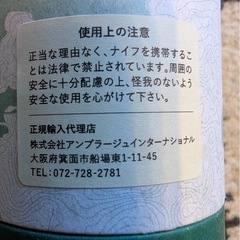 使用上の注意
正当な理由なく、ナイフを携帯するこ
とは法律で禁止されています。周囲の
安全に十分配慮の上、怪我のないよう
安全な使用を心がけて下さい。
正規輸入代理店
株式会社アンプラージュインターナショナル
大阪府箕面市船場東1-11-45
TEL: 072-728-2781